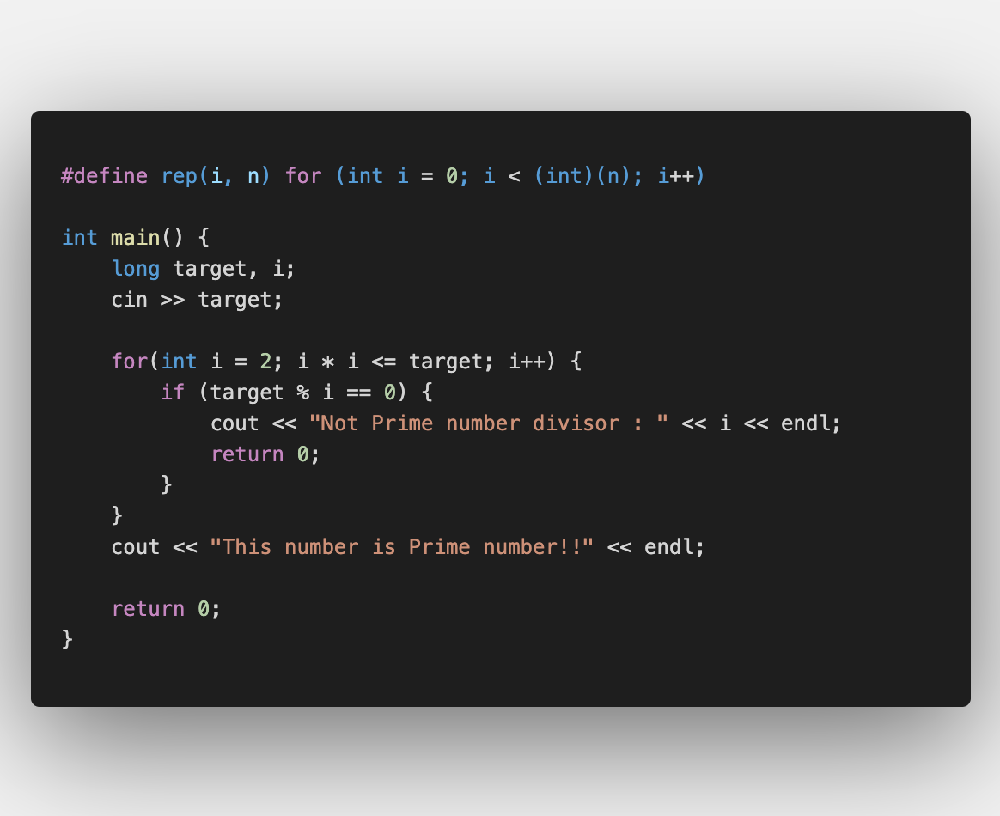 #define rep(i, n) for (int i = 0; i < (int)(n); i++)
int main() {
    long target, i;
    cin >> target;
    for(int i = 2; i * i <= target; i++) {
        if (target % i == 0) {
            cout << "Not Prime number divisor : " << i << endl;
            return 0;
        }
    }
    cout << "This number is Prime number!!" << endl;
    return 0;
}